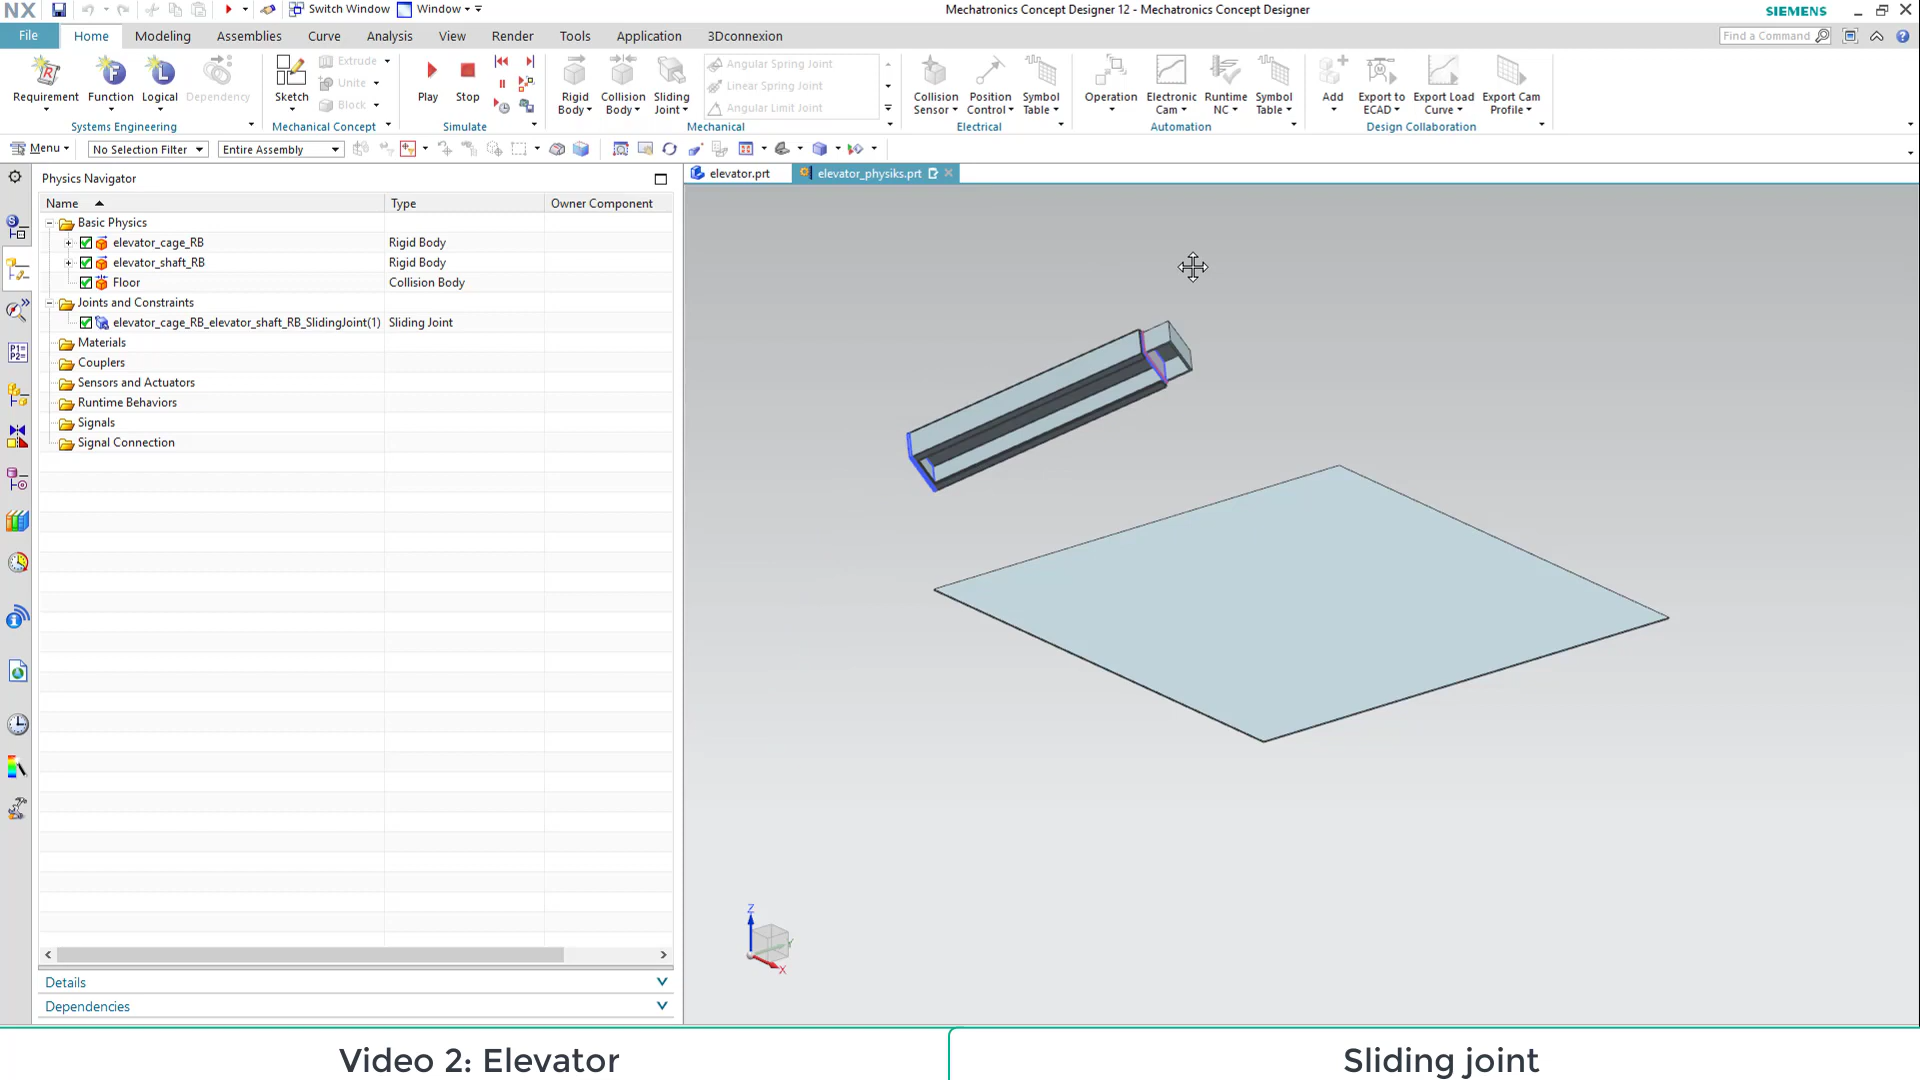 NX Switch Window Window Mechatronics Concept Designer 12 - Mechatronics Concept Designer SIEMENS
File Home Modeling Assemblies Curve Analysis View Render Tools Application 3Dconnexion Find a Command
Requirement Function Logical Dependency
Systems Engineering
Sketch Extrude Unite Block
Mechanical Concept
Play Stop
Simulate
Rigid Body Collision Body Sliding Joint
Angular Spring Joint
Linear Spring Joint
Angular Limit Joint
Mechanical
Collision Sensor Position Control Symbol Table
Electrical
Operation Electronic Cam Runtime NC Symbol Table
Automation
Add Export to ECAD Export Load Curve Export Cam Profile
Design Collaboration
Menu No Selection Filter Entire Assembly
Physics Navigator
elevator.prt elevator_physiks.prt
Name Type Owner Component
Basic Physics
elevator_cage_RB Rigid Body
elevator_shaft_RB Rigid Body
Floor Collision Body
Joints and Constraints
elevator_cage_RB_elevator_shaft_RB_SlidingJoint(1) Sliding Joint
Materials
Couplers
Sensors and Actuators
Runtime Behaviors
Signals
Signal Connection
Z
Y
X
Details
Dependencies
Video 2: Elevator Sliding joint